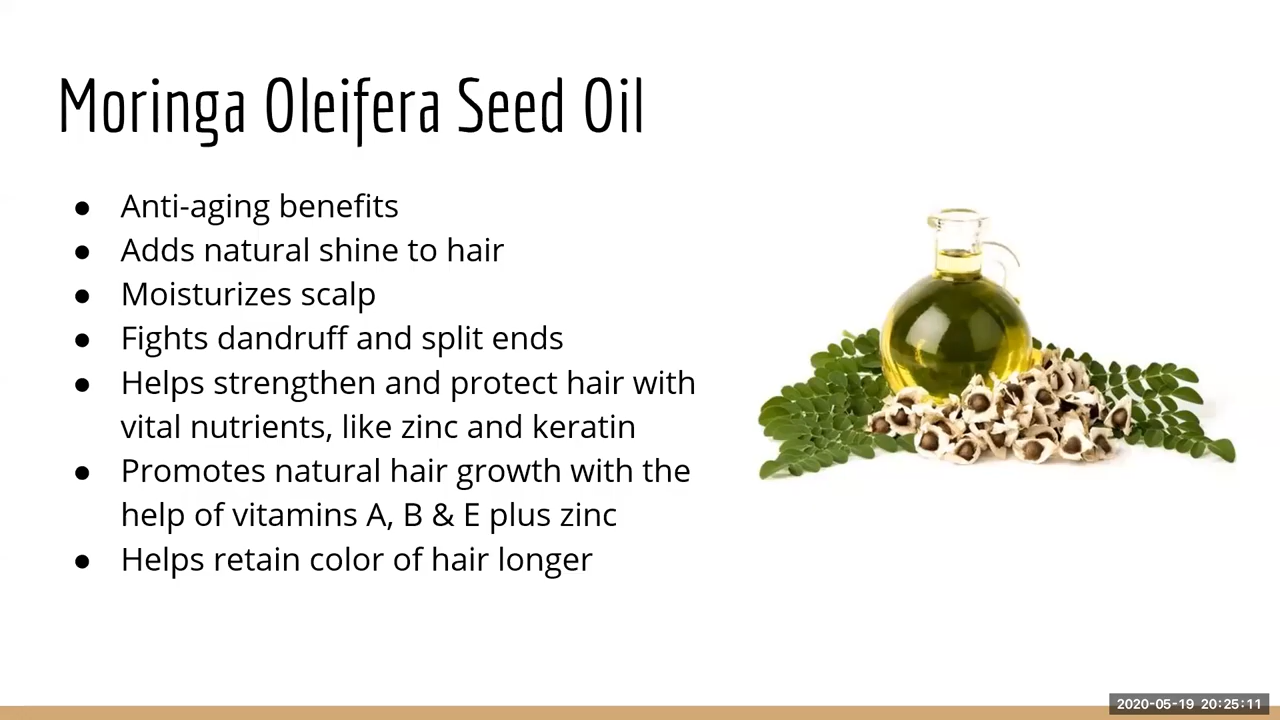 Moringa Oleifera Seed Oil
● Anti-aging benefits
● Adds natural shine to hair
● Moisturizes scalp
● Fights dandruff and split ends
● Helps strengthen and protect hair with
vital nutrients, like zinc and keratin
● Promotes natural hair growth with the
help of vitamins A, B & E plus zinc
● Helps retain color of hair longer
2020-05-19 20:25:11